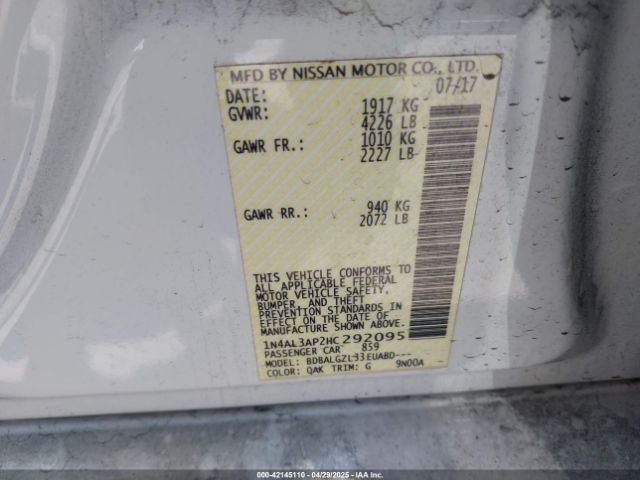 MFD BY NISSAN MOTOR CO., LTD.
DATE: 07/17
GVWR: 1917 KG
4226 LB
GAWR FR.: 1010 KG
2227 LB
GAWR RR.: 940 KG
2072 LB
THIS VEHICLE CONFORMS TO
ALL APPLICABLE FEDERAL
MOTOR VEHICLE SAFETY,
BUMPER, AND THEFT
PREVENTION STANDARDS IN
EFFECT ON THE DATE OF
MANUFACTURE SHOWN ABOVE.
1N4AL3AP2HC292095
PASSENGER CAR 859
MODEL: BDBALGZL33EUABD---
COLOR: QAK TRIM: G 9N00A
000-42145110 - 04/29/2025 - IAA Inc.